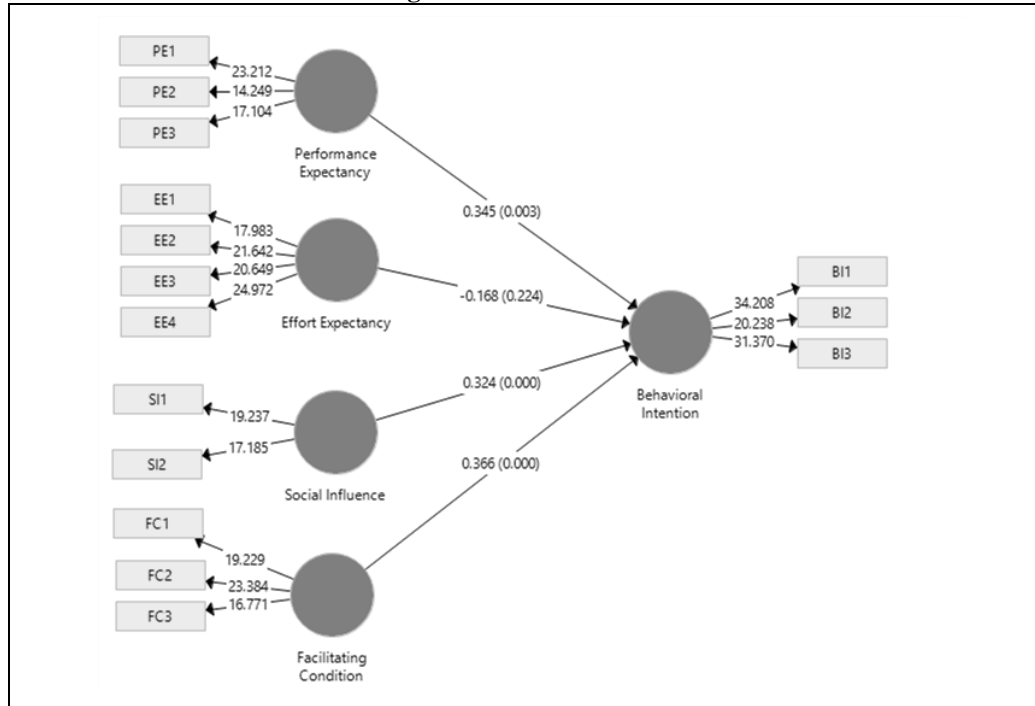 PE1
23.212
PE2
14.249
PE3
17.104
Performance
Expectancy
0.345 (0.003)
EE1
17.983
EE2
21.642
EE3
20.649
EE4
24.972
Effort Expectancy
-0.168 (0.224)
BI1
34.208
BI2
20.238
BI3
31.370
Behavioral
Intention
SI1
19.237
SI2
17.185
Social Influence
0.324 (0.000)
FC1
19.229
FC2
23.384
FC3
16.771
Facilitating
Condition
0.366 (0.000)